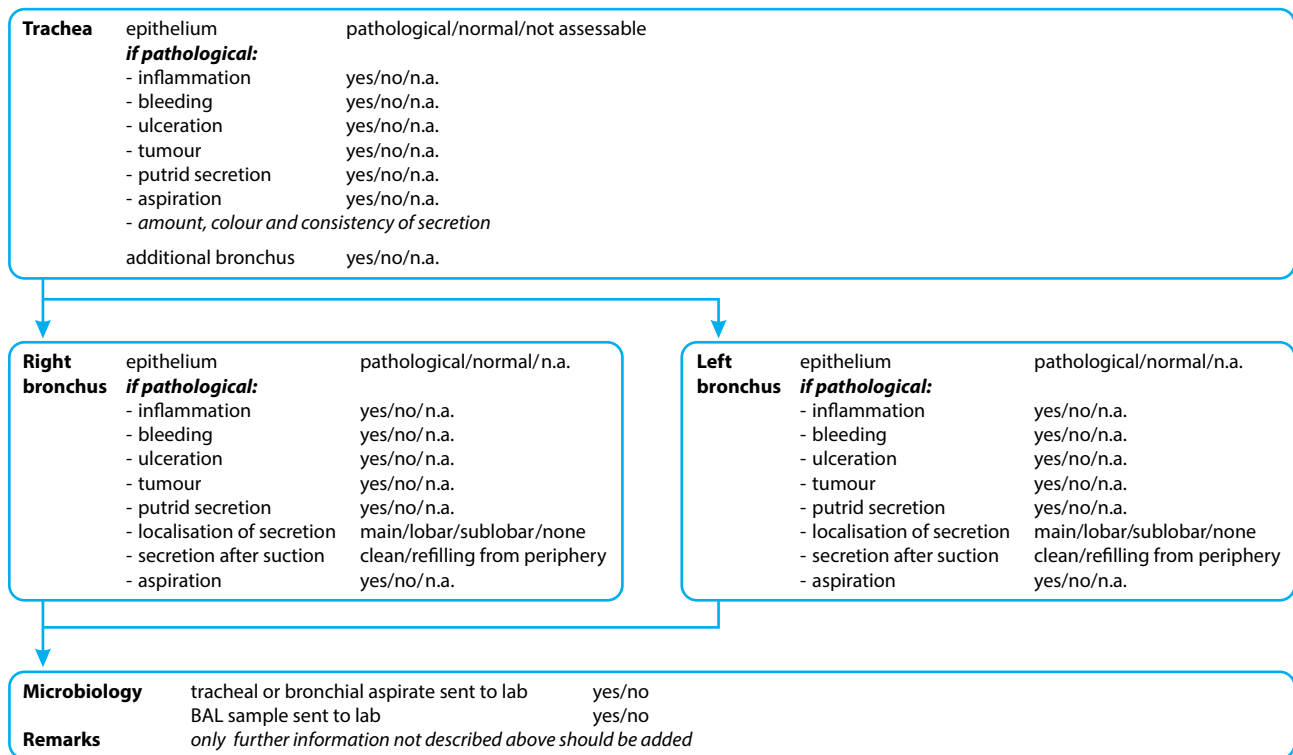 Trachea epithelium pathological/normal/not assessable
if pathological:
- inflammation yes/no/n.a.
- bleeding yes/no/n.a.
- ulceration yes/no/n.a.
- tumour yes/no/n.a.
- putrid secretion yes/no/n.a.
- aspiration yes/no/n.a.
- amount, colour and consistency of secretion
additional bronchus yes/no/n.a.
Right epithelium pathological/normal/n.a.
bronchus if pathological:
- inflammation yes/no/n.a.
- bleeding yes/no/n.a.
- ulceration yes/no/n.a.
- tumour yes/no/n.a.
- putrid secretion yes/no/n.a.
- localisation of secretion main/lobar/sublobar/none
- secretion after suction clean/refilling from periphery
- aspiration yes/no/n.a.
Left epithelium pathological/normal/n.a.
bronchus if pathological:
- inflammation yes/no/n.a.
- bleeding yes/no/n.a.
- ulceration yes/no/n.a.
- tumour yes/no/n.a.
- putrid secretion yes/no/n.a.
- localisation of secretion main/lobar/sublobar/none
- secretion after suction clean/refilling from periphery
- aspiration yes/no/n.a.
Microbiology tracheal or bronchial aspirate sent to lab yes/no
BAL sample sent to lab yes/no
Remarks only further information not described above should be added